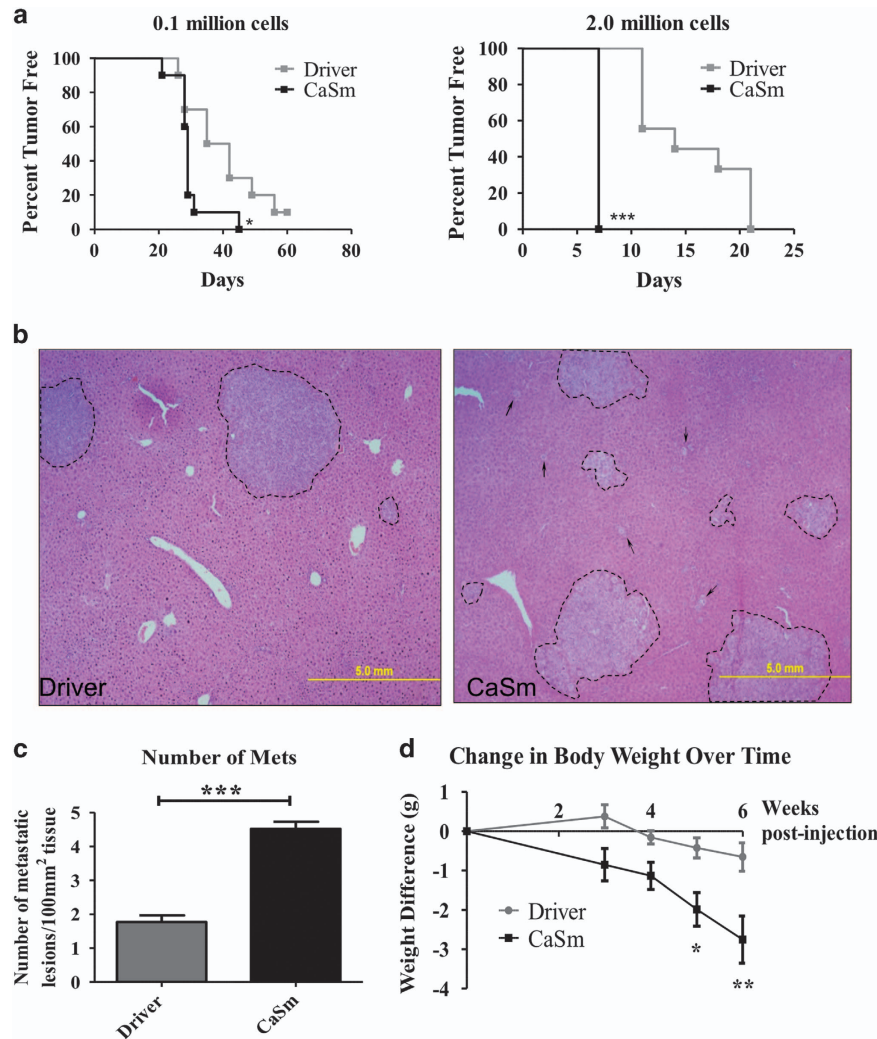 a
0.1 million cells
Percent Tumor Free
100
80
60
40
20
0
0
20
40
60
80
Days
Driver
CaSm
*
2.0 million cells
Percent Tumor Free
100
80
60
40
20
0
0
5
10
15
20
25
Days
Driver
CaSm
***
b
Driver
5.0 mm
CaSm
5.0 mm
c
Number of Mets
Number of metastatic
lesions/100mm² tissue
5
4
3
2
1
0
***
Driver
CaSm
d
Change in Body Weight Over Time
Weight Difference (g)
1
0
-1
-2
-3
-4
2
4
6
Weeks
post-injection
Driver
CaSm
*
**